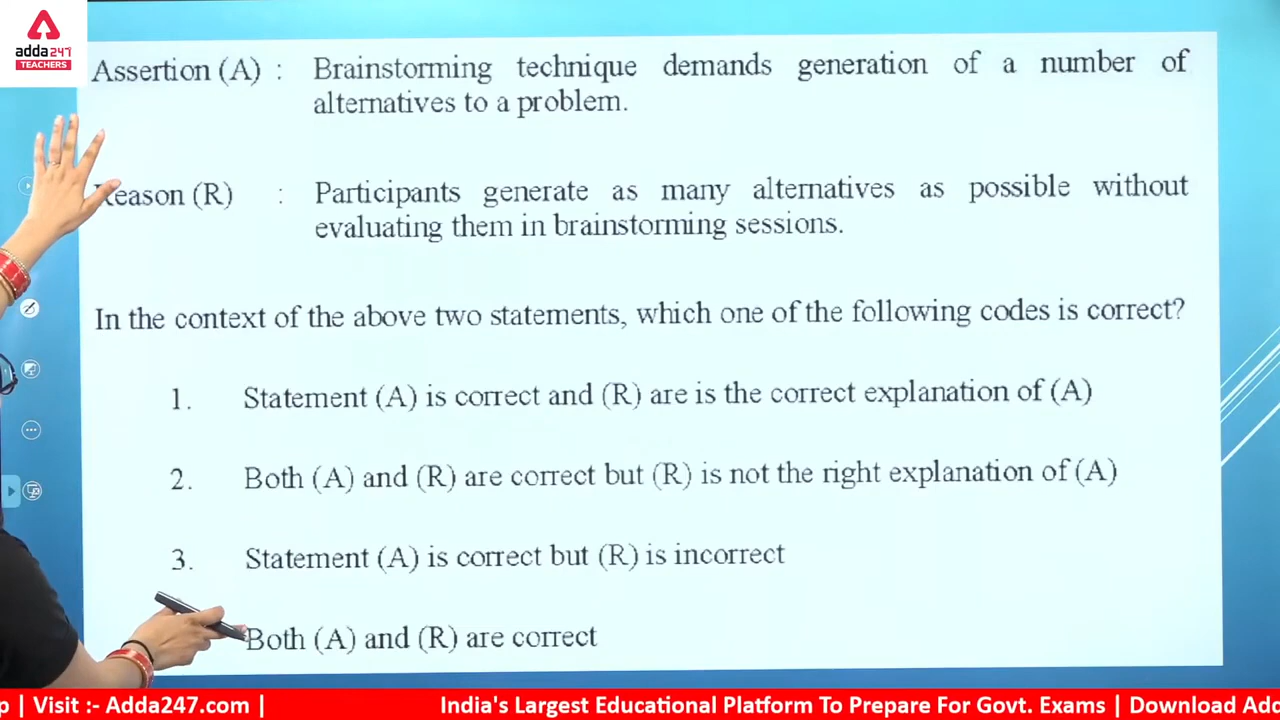 adda247
TEACHERS
Assertion (A) : Brainstorming technique demands generation of a number of
alternatives to a problem.
Reason (R) : Participants generate as many alternatives as possible without
evaluating them in brainstorming sessions.
In the context of the above two statements, which one of the following codes is correct?
1. Statement (A) is correct and (R) are is the correct explanation of (A)
2. Both (A) and (R) are correct but (R) is not the right explanation of (A)
3. Statement (A) is correct but (R) is incorrect
Both (A) and (R) are correct
p | Visit :- Adda247.com | India's Largest Educational Platform To Prepare For Govt. Exams | Download Add